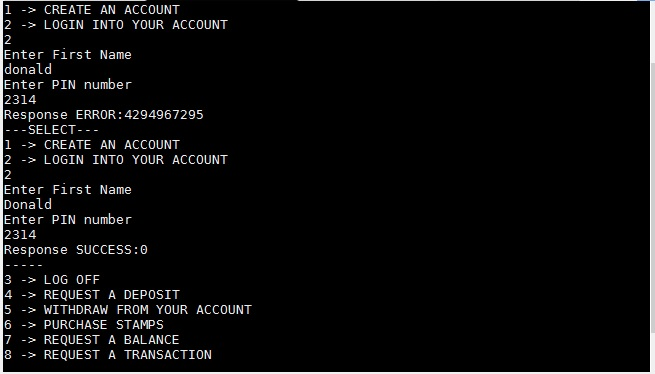 1 -> CREATE AN ACCOUNT
2 -> LOGIN INTO YOUR ACCOUNT
2
Enter First Name
donald
Enter PIN number
2314
Response ERROR:4294967295
---SELECT---
1 -> CREATE AN ACCOUNT
2 -> LOGIN INTO YOUR ACCOUNT
2
Enter First Name
Donald
Enter PIN number
2314
Response SUCCESS:0
-----
3 -> LOG OFF
4 -> REQUEST A DEPOSIT
5 -> WITHDRAW FROM YOUR ACCOUNT
6 -> PURCHASE STAMPS
7 -> REQUEST A BALANCE
8 -> REQUEST A TRANSACTION